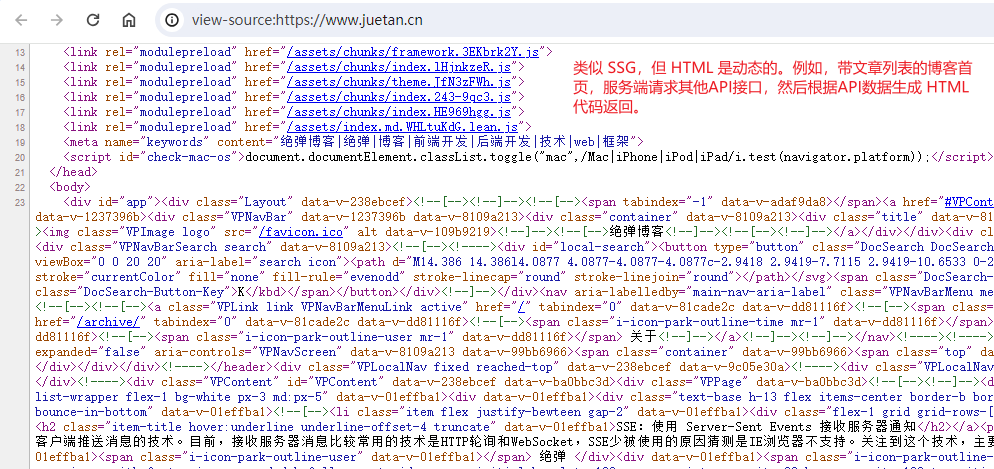 view-source:https://www.juetan.cn
类似 SSG，但 HTML 是动态的。例如，带文章列表的博客首
页，服务端请求其他API接口，然后根据API数据生成 HTML
代码返回。
13 <link rel="modulepreload" href="/assets/chunks/framework.3EKbrk2Y.js">
14 <link rel="modulepreload" href="/assets/chunks/index.lHjnkzeR.js">
15 <link rel="modulepreload" href="/assets/chunks/theme.JfN3zFWh.js">
16 <link rel="modulepreload" href="/assets/chunks/index.243-9qc3.js">
17 <link rel="modulepreload" href="/assets/chunks/index.HE969hgg.js">
18 <link rel="modulepreload" href="/assets/index.md.WHLtuKdG.lean.js">
19 <meta name="keywords" content="绝弹博客|绝弹|博客|前端开发|后端开发|技术|web|框架">
20 <script id="check-mac-os">document.documentElement.classList.toggle("mac",/Mac|iPhone|iPod|iPad/i.test(navigator.platform));</script>
21 </head>
22 <body>
23 <div id="app"><div class="Layout" data-v-238ebcef><!--[--><!--[--><!--]--><!--[--><span tabindex="-1" data-v-adaf9da8></span><a href="#VPCont
data-v-1237396b><div class="VPNavBar" data-v-1237396b data-v-8109a213><div class="container" data-v-8109a213><div class="title" data-v-81
><img class="VPImage logo" src="/favicon.ico" alt data-v-109b9219><!--]--><!--[-->绝弹博客<!--]--><!--[--><!--]--></a></div></div><div c
<div class="VPNavBarSearch search" data-v-8109a213><!--[--><!----><div id="local-search"><button type="button" class="DocSearch DocSearch
viewBox="0 0 20 20" aria-label="search icon"><path d="M14.386 14.38614.0877 4.0877-4.0877-4.0877c-2.9418 2.9419-7.7115 2.9419-10.6533 0-2
stroke="currentColor" fill="none" fill-rule="evenodd" stroke-linecap="round" stroke-linejoin="round"></path></svg><span class="DocSearch-
class="DocSearch-Button-Key">K</kbd></span></button></div><!--]--></div><nav aria-labelledby="main-nav-aria-label" class="VPNavBarMenu me
<!--[--><!--[--><a class="VPLink link VPNavBarMenuLink active" href="/" tabindex="0" data-v-81cade2c data-v-dd81116f><!--[--><span class=
href="/archive/" tabindex="0" data-v-81cade2c data-v-dd81116f><!--[--><span class="i-icon-park-outline-time mr-1" data-v-dd81116f></span>
dd81116f><!--[--><span class="i-icon-park-outline-user mr-1" data-v-dd81116f></span> 关于<!--]--></a><!--]--><!--]--></nav><!----><!----><
expanded="false" aria-controls="VPNavScreen" data-v-8109a213 data-v-99bb6966><span class="container" data-v-99bb6966><span class="top" da
</div></div></div><!----></header><div class="VPLocalNav fixed reached-top" data-v-238ebcef data-v-9c05e30a><!----><div class="VPLocalNav
</div><!----><div class="VPContent" id="VPContent" data-v-238ebcef data-v-ba0bbc3d><div class="VPPage" data-v-ba0bbc3d><!--[--><!--]--><d
list-wrapper flex-1 bg-white px-3 md:px-5" data-v-01effba1><div class="text-base h-13 flex items-center border-b bor
bounce-in-bottom" data-v-01effba1><!--[--><li class="item flex justify-bewteen gap-2" data-v-01effba1><div class="flex-1 grid grid-rows-[
<h2 class="item-title hover:underline underline-offset-4 truncate" data-v-01effba1>SSE: 使用 Server-Sent Events 接收服务器通知</h2></a><p
客户端推送消息的技术。目前，接收服务器消息比较常用的技术是HTTP轮询和WebSocket，SSE少被使用的原因猜测是IE浏览器不支持。关注到这个技术，主要
01effba1><span class="text-gray-400 mr-4" data-v-01effba1><span data-v-01effba1></span> 绝弹 </span><span class="text-gray-400 mr-4" data